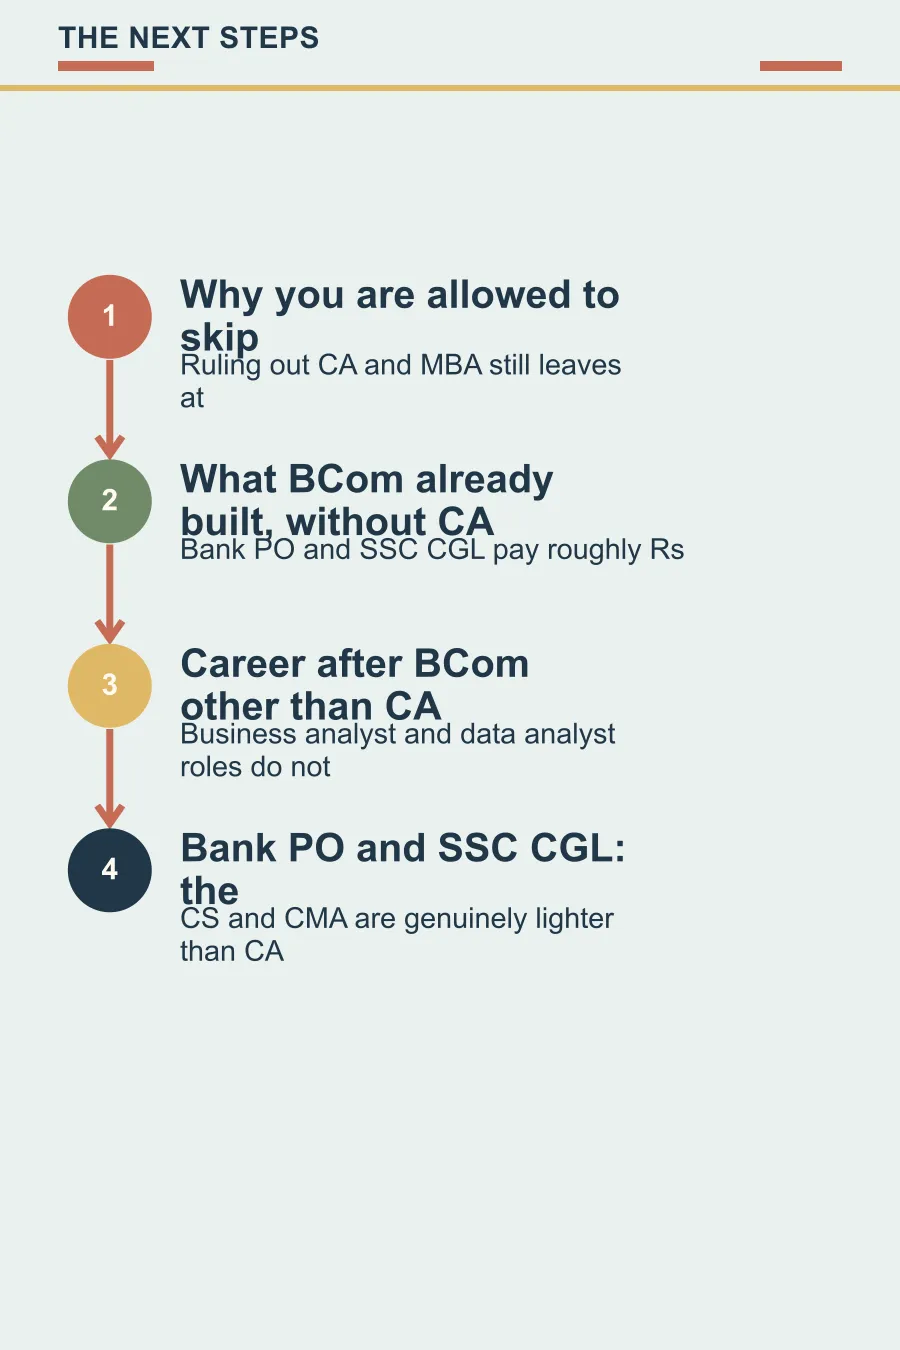 THE NEXT STEPS
1
Why you are allowed to
skip
Ruling out CA and MBA still leaves
at
2
What BCom already
built, without CA
Bank PO and SSC CGL pay roughly Rs
3
Career after BCom
other than CA
Business analyst and data analyst
roles do not
4
Bank PO and SSC CGL:
the
CS and CMA are genuinely lighter
than CA